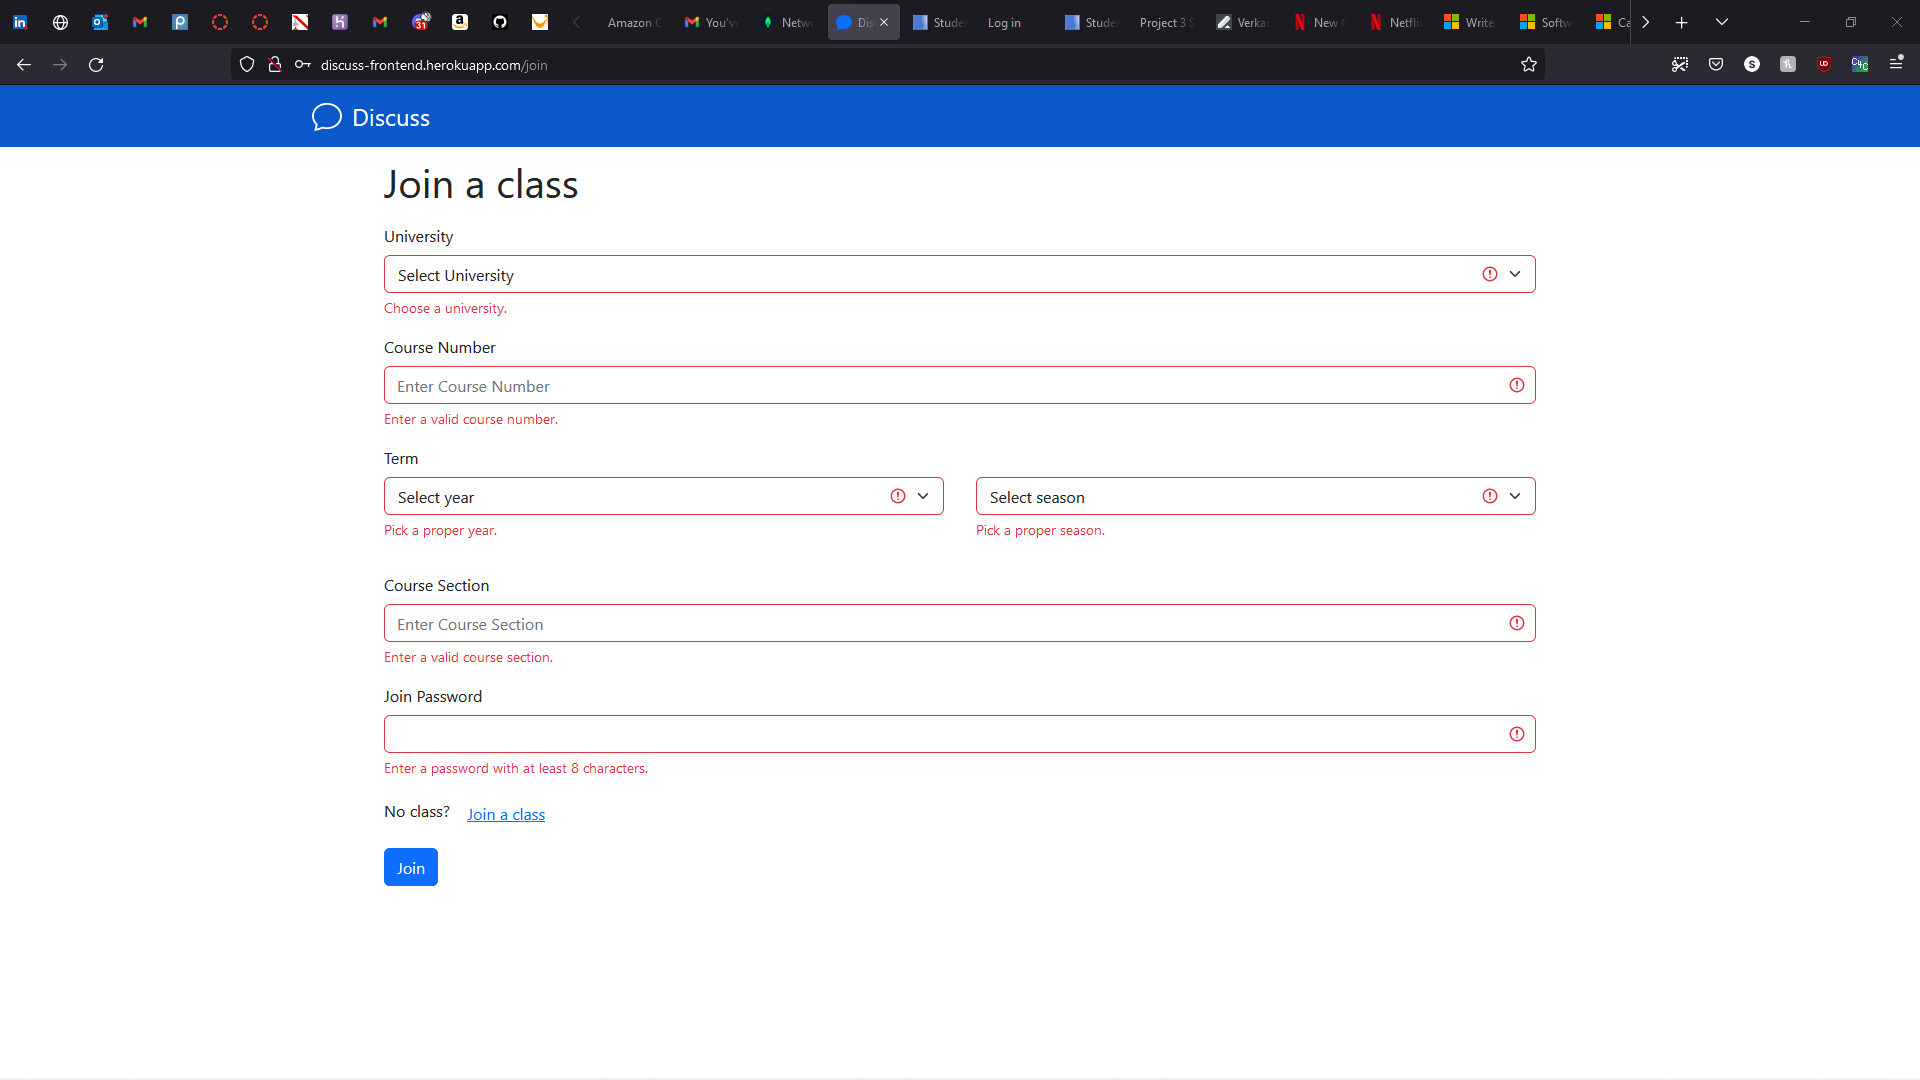 31
Amazon C
You'v
Netwo
Dis
Stude
Log in
Stude
Project 3 S
Verka
New
Netfli
Write
Softw
Ca
discuss-frontend.herokuapp.com/join
Discuss
Join a class
University
Select University
Choose a university.
Course Number
Enter Course Number
Enter a valid course number.
Term
Select year
Select season
Pick a proper year.
Pick a proper season.
Course Section
Enter Course Section
Enter a valid course section.
Join Password
Enter a password with at least 8 characters.
No class? Join a class
Join